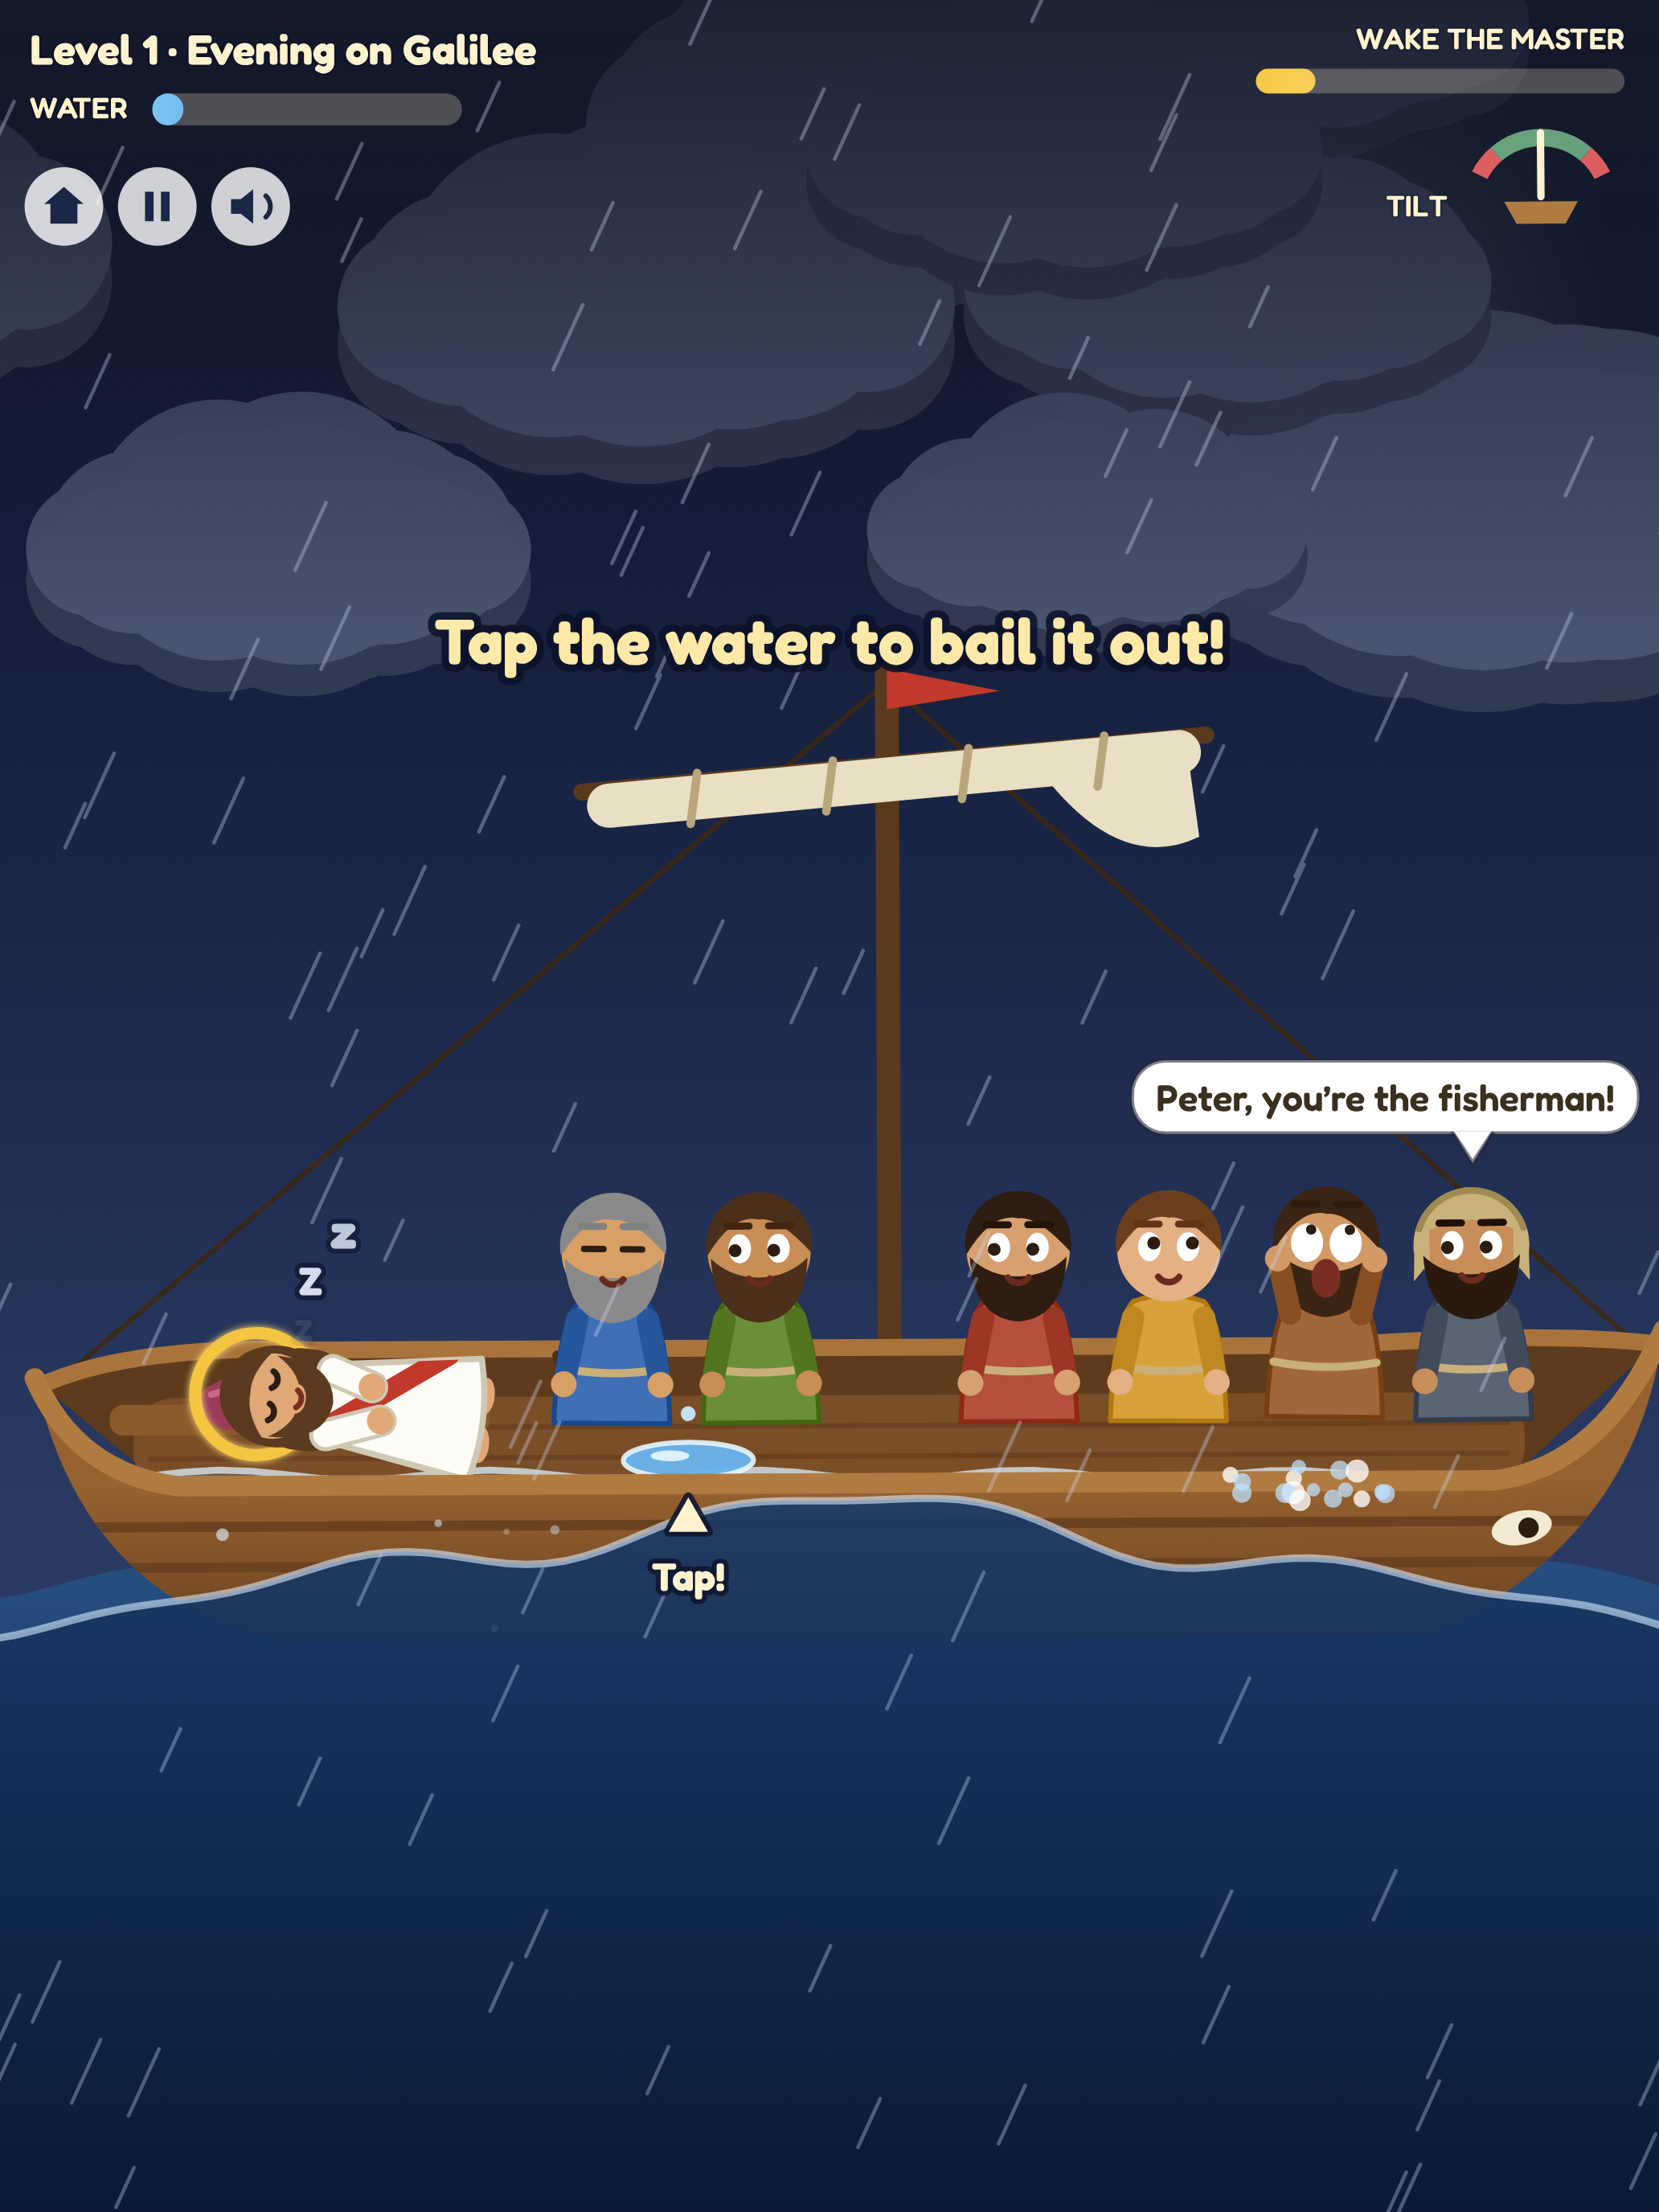 Level 1 · Evening on Galilee
WATER
WAKE THE MASTER
TILT
Tap the water to bail it out!
Peter, you're the fisherman!
z
z
z
Tap!